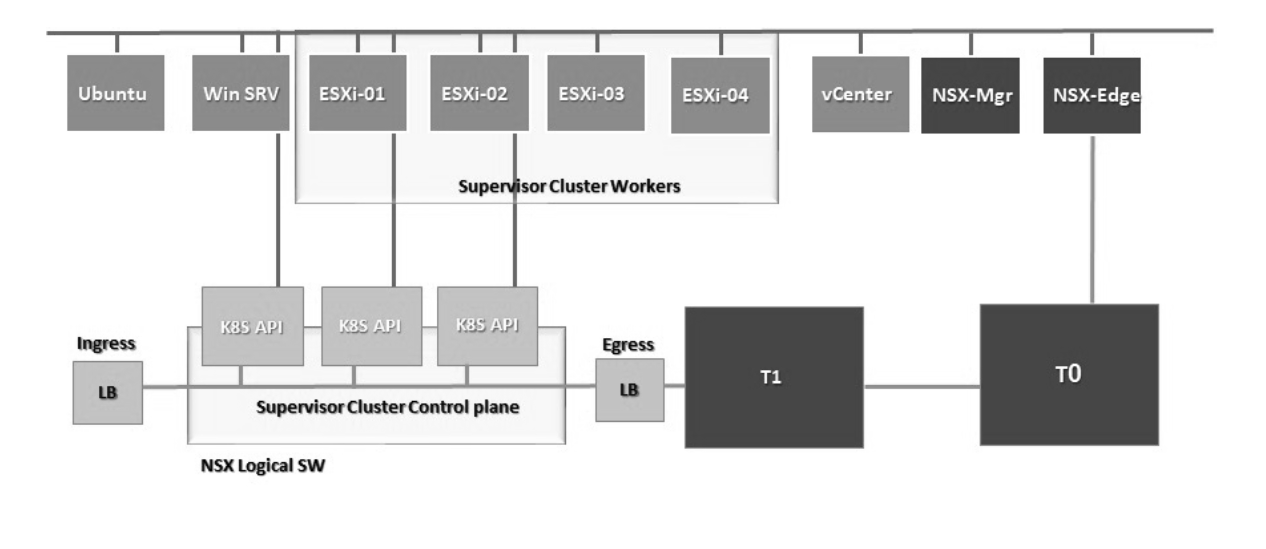 Ubuntu
Win SRV
ESXi-01
ESXi-02
ESXi-03
ESXi-04
vCenter
NSX-Mgr
NSX-Edge
Supervisor Cluster Workers
K8S API
K8S API
K8S API
Ingress
LB
Egress
LB
T1
T0
Supervisor Cluster Control plane
NSX Logical SW